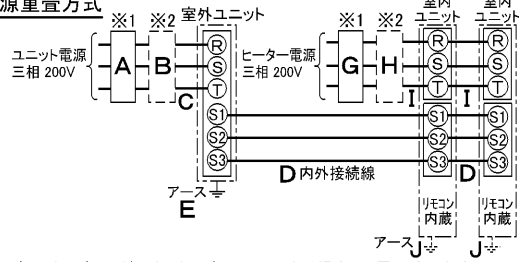 源重畳方式
※1 ※2 室外ユニット
ユニット電源
三相 200V
A B C
R
S
T
S1
S2
S3
アース
E
※1 ※2
ヒーター電源
三相 200V
G H I I
室内
ユニット
R
S
T
S1
S2
S3
リモコン
内蔵
室内
ユニット
R
S
T
S1
S2
S3
リモコン
内蔵
D 内外接続線
D
アース J J